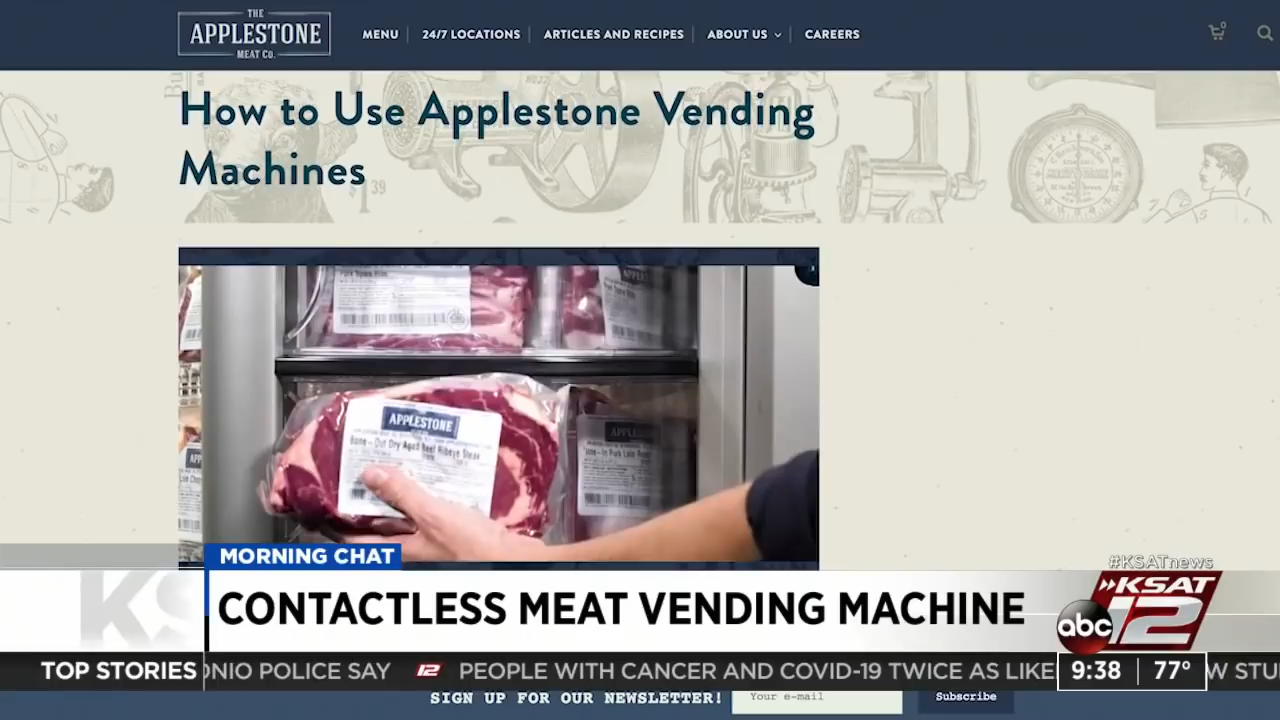 THE
APPLESTONE
MEAT CO.
MENU
24/7 LOCATIONS
ARTICLES AND RECIPES
ABOUT US
CAREERS
0
How to Use Applestone Vending
Machines
39
APPLESTONE
Bone-Out Dry Aged Beef Ribeye Steak
MORNING CHAT
#KSATnews
CONTACTLESS MEAT VENDING MACHINE
KSAT
abc 12
TOP STORIES
ONIO POLICE SAY 12 PEOPLE WITH CANCER AND COVID-19 TWICE AS LIKE
9:38 77°
W STU
SIGN UP FOR OUR NEWSLETTER!
Your e-mail
Subscribe